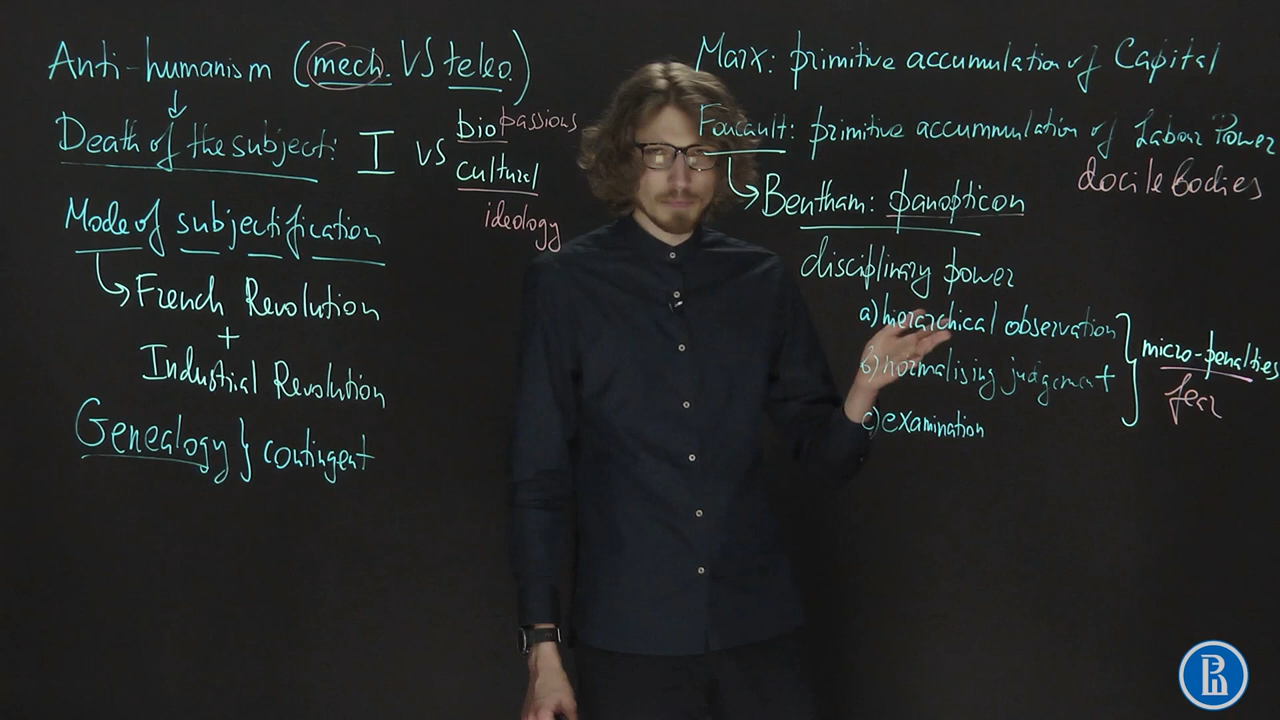 Anti-humanism (mech. VS teleo.)
Death of the subject: I vs bio passions
cultural
ideology
Mode of subjectification
French Revolution
+
Industrial Revolution
Genealogy } contingent
Marx: primitive accumulation of Capital
Foucault: primitive accummulation of Labour Power
docile bodies
Bentham: panopticon
disciplinary power
a) hierarchical observation
b) normalising judgement
c) examination
micro-penalties
fear